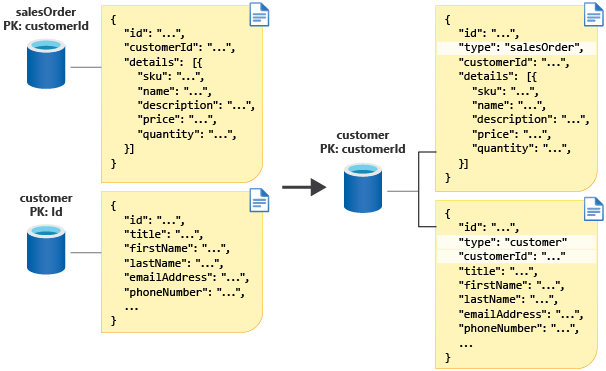 salesOrder
PK: customerId
{
"id": "...",
"customerId": "...",
"details": [{
"sku": "...",
"name": "...",
"description": "...",
"price": "...",
"quantity": "...",
}]
}
customer
PK: Id
{
"id": "...",
"title": "...",
"firstName": "...",
"lastName": "...",
"emailAddress": "...",
"phoneNumber": "...",
...
}
customer
PK: customerId
{
"id": "...",
"type": "salesOrder",
"customerId": "...",
"details": [{
"sku": "...",
"name": "...",
"description": "...",
"price": "...",
"quantity": "...",
}]
}
{
"id": "...",
"type": "customer"
"customerId": "..."
"title": "...",
"firstName": "...",
"lastName": "...",
"emailAddress": "...",
"phoneNumber": "...",
...
}